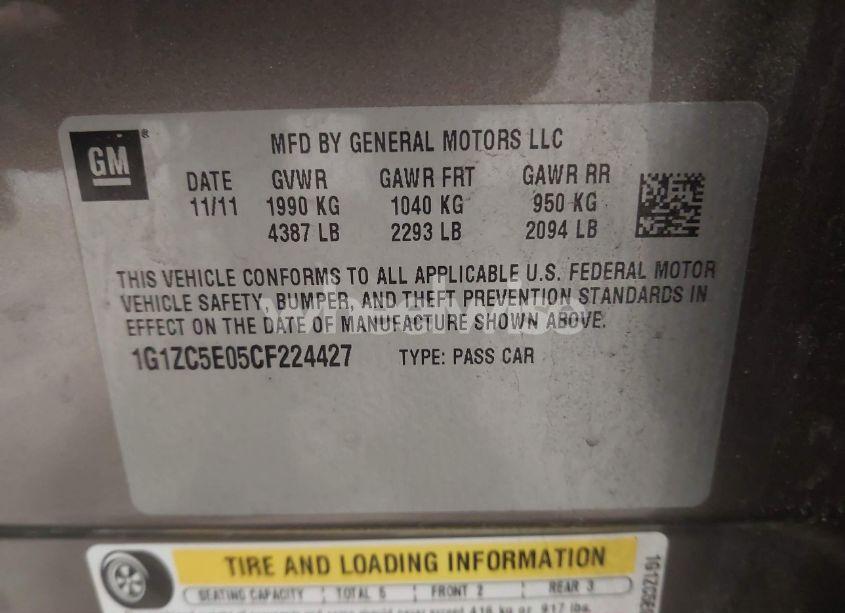 GM ®
MFD BY GENERAL MOTORS LLC
DATE GVWR GAWR FRT GAWR RR
11/11 1990 KG 1040 KG 950 KG
4387 LB 2293 LB 2094 LB
THIS VEHICLE CONFORMS TO ALL APPLICABLE U.S. FEDERAL MOTOR
VEHICLE SAFETY, BUMPER, AND THEFT PREVENTION STANDARDS IN
EFFECT ON THE DATE OF MANUFACTURE SHOWN ABOVE.
1G1ZC5E05CF224427 TYPE: PASS CAR
TIRE AND LOADING INFORMATION
SEATING CAPACITY TOTAL 5 FRONT 2 REAR 3